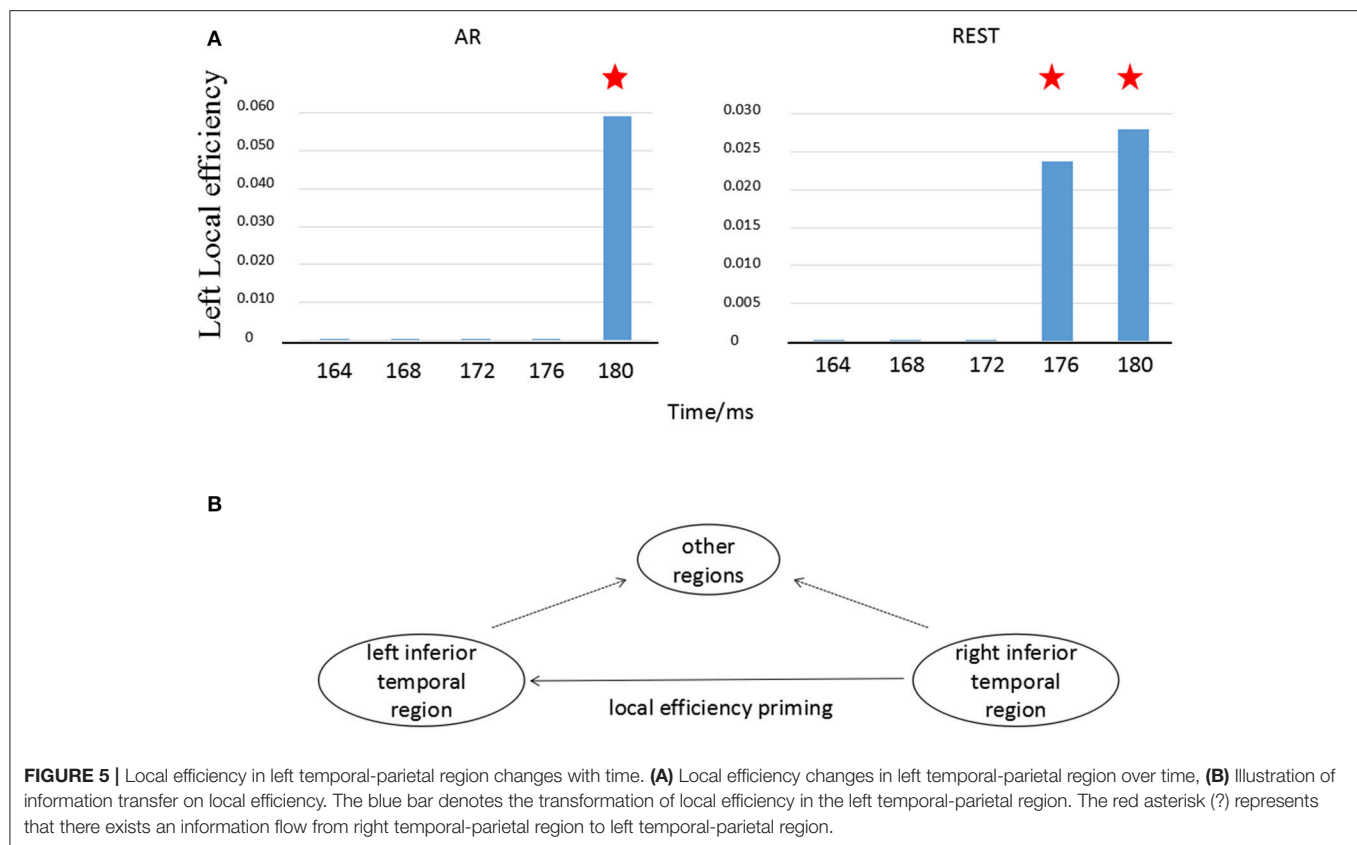 A
AR
REST
Left Local efficiency
0.060
0.050
0.040
0.030
0.020
0.010
0
164 168 172 176 180
0.030
0.025
0.020
0.015
0.010
0.005
0
164 168 172 176 180
Time/ms
B
other
regions
left inferior
temporal
region
right inferior
temporal
region
local efficiency priming
FIGURE 5 | Local efficiency in left temporal-parietal region changes with time. (A) Local efficiency changes in left temporal-parietal region over time, (B) Illustration of
information transfer on local efficiency. The blue bar denotes the transformation of local efficiency in the left temporal-parietal region. The red asterisk (?) represents
that there exists an information flow from right temporal-parietal region to left temporal-parietal region.